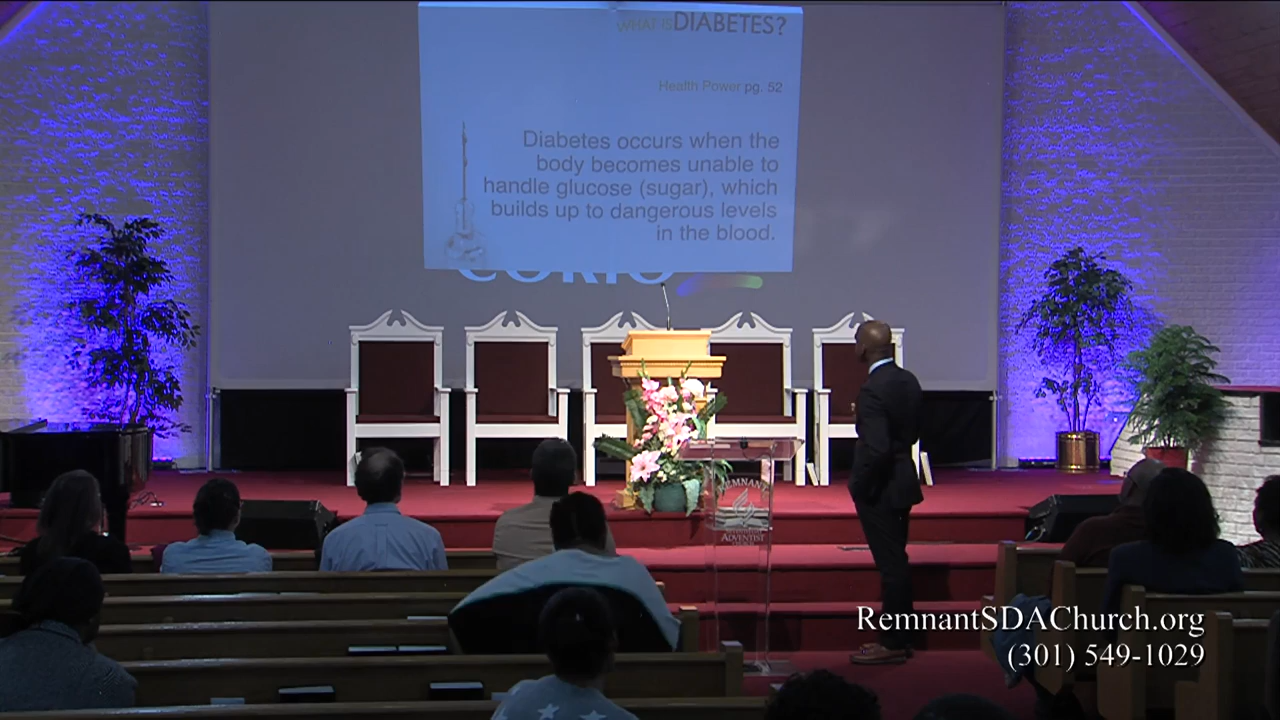 WHAT IS DIABETES?
Health Power pg. 52
Diabetes occurs when the
body becomes unable to
handle glucose (sugar), which
builds up to dangerous levels
in the blood.
REMNANT
ADVENTIST
RemnantSDAChurch.org
(301) 549-1029